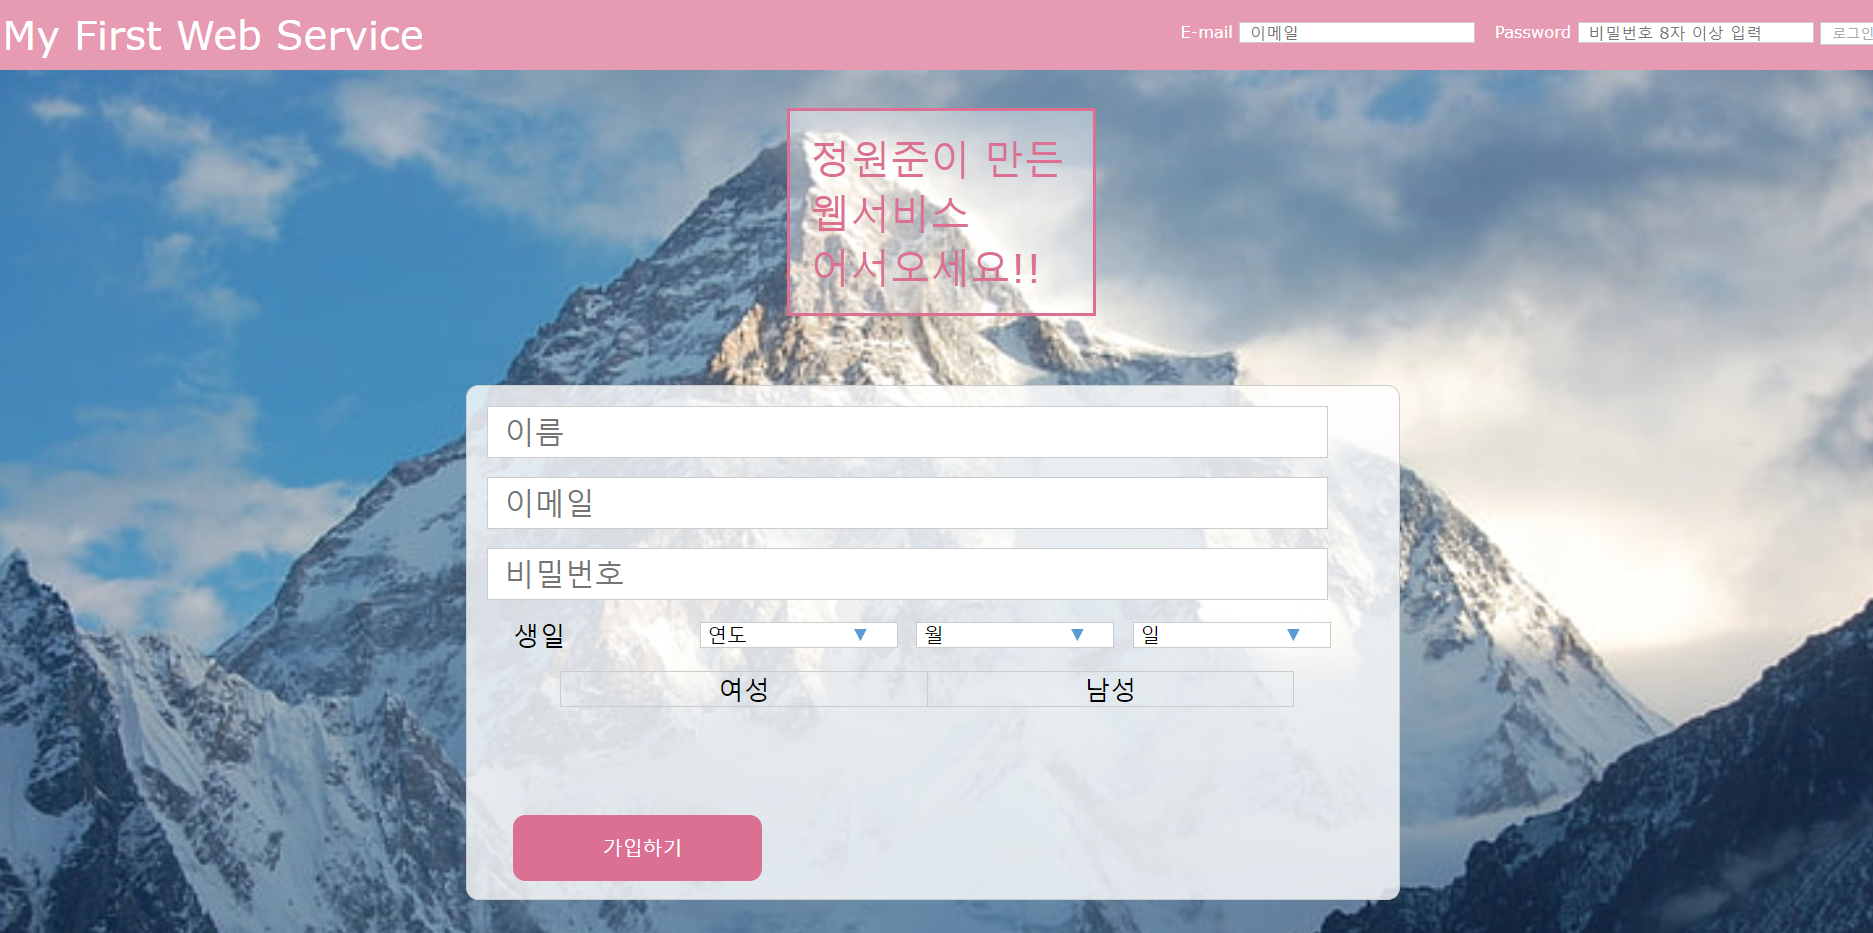 My First Web Service
E-mail 이메일 Password 비밀번호 8자 이상 입력 로그인
정원준이 만든
웹서비스
어서오세요!!
이름
이메일
비밀번호
생일 연도 ▼ 월 ▼ 일 ▼
여성 남성
가입하기